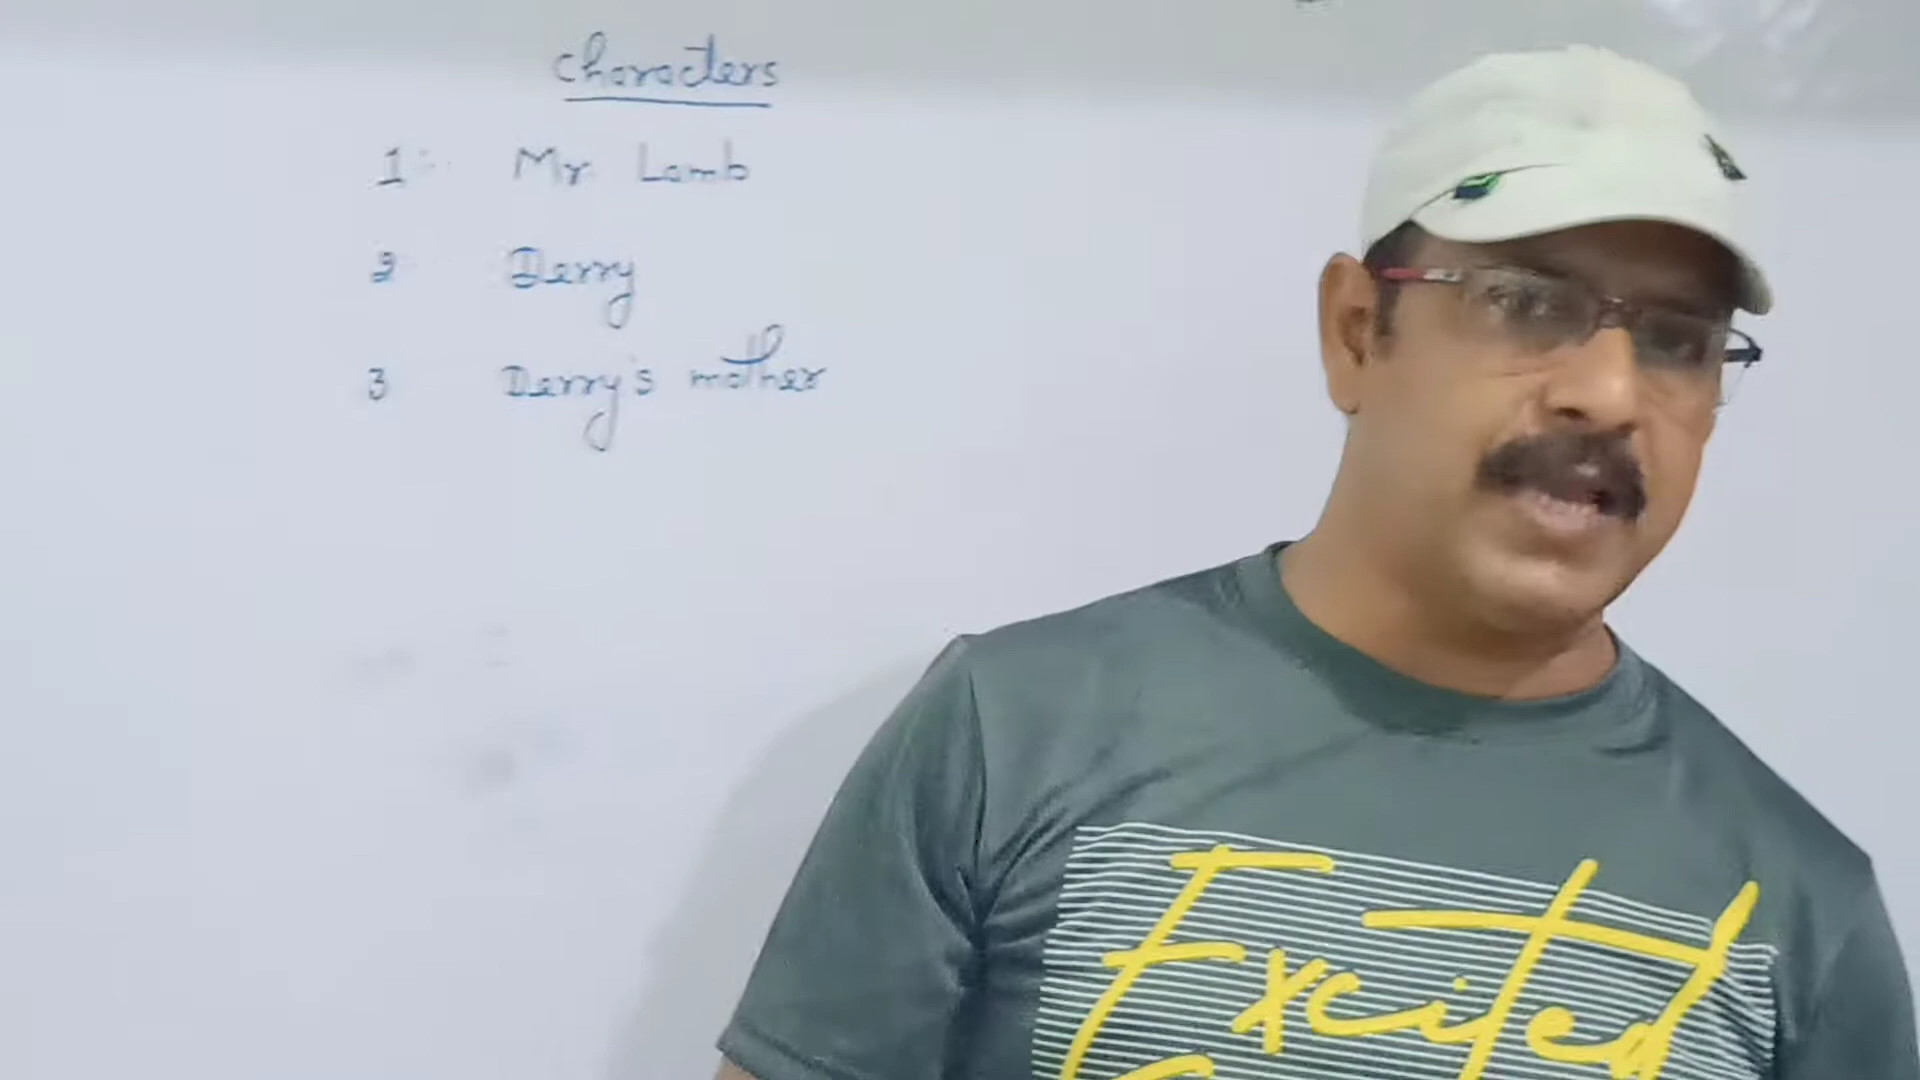 Characters
1:- Mr Lamb
2 Derry
3 Derry's mother
Excited